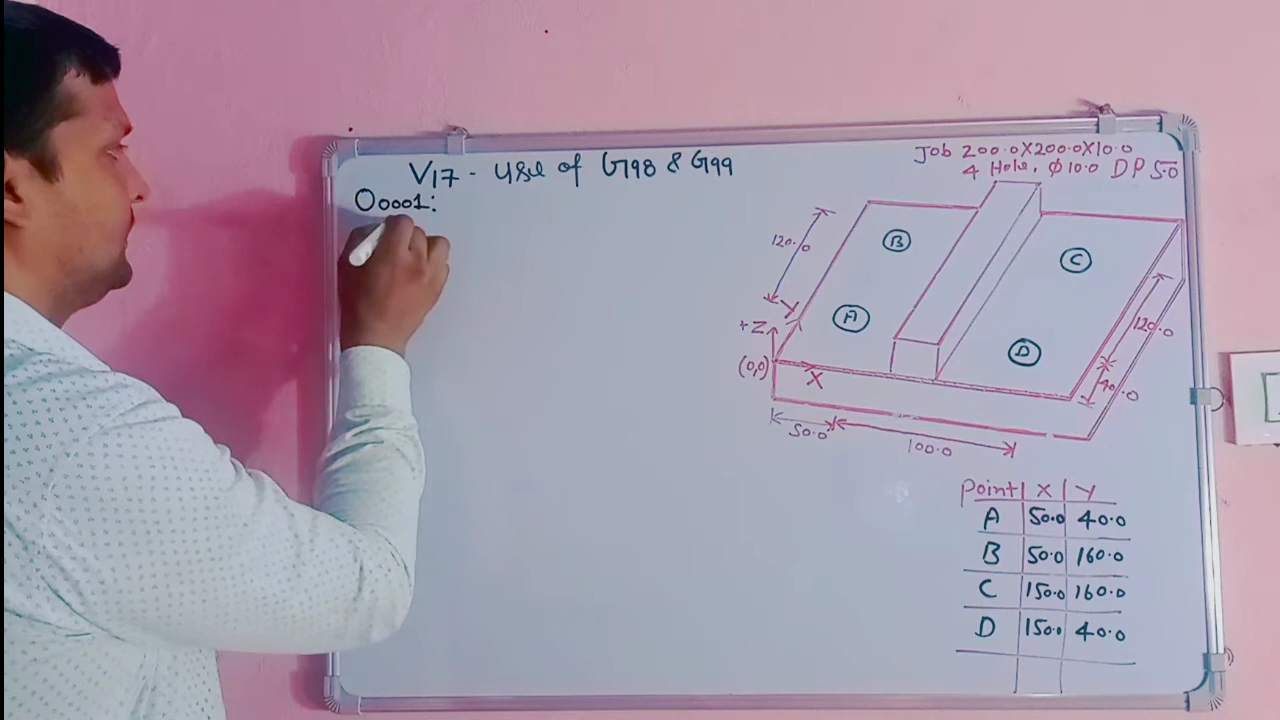 V17 - Use of G98 & G99
O0001:
Job 200.0X200.0X10.0
4 Hole, Φ10.0 DP 5.0
120.0
B
C
Y
A
+Z
120.0
D
(0,0)
X
40.0
50.0
100.0
Point X Y
A 50.0 40.0
B 50.0 160.0
C 150.0 160.0
D 150.0 40.0